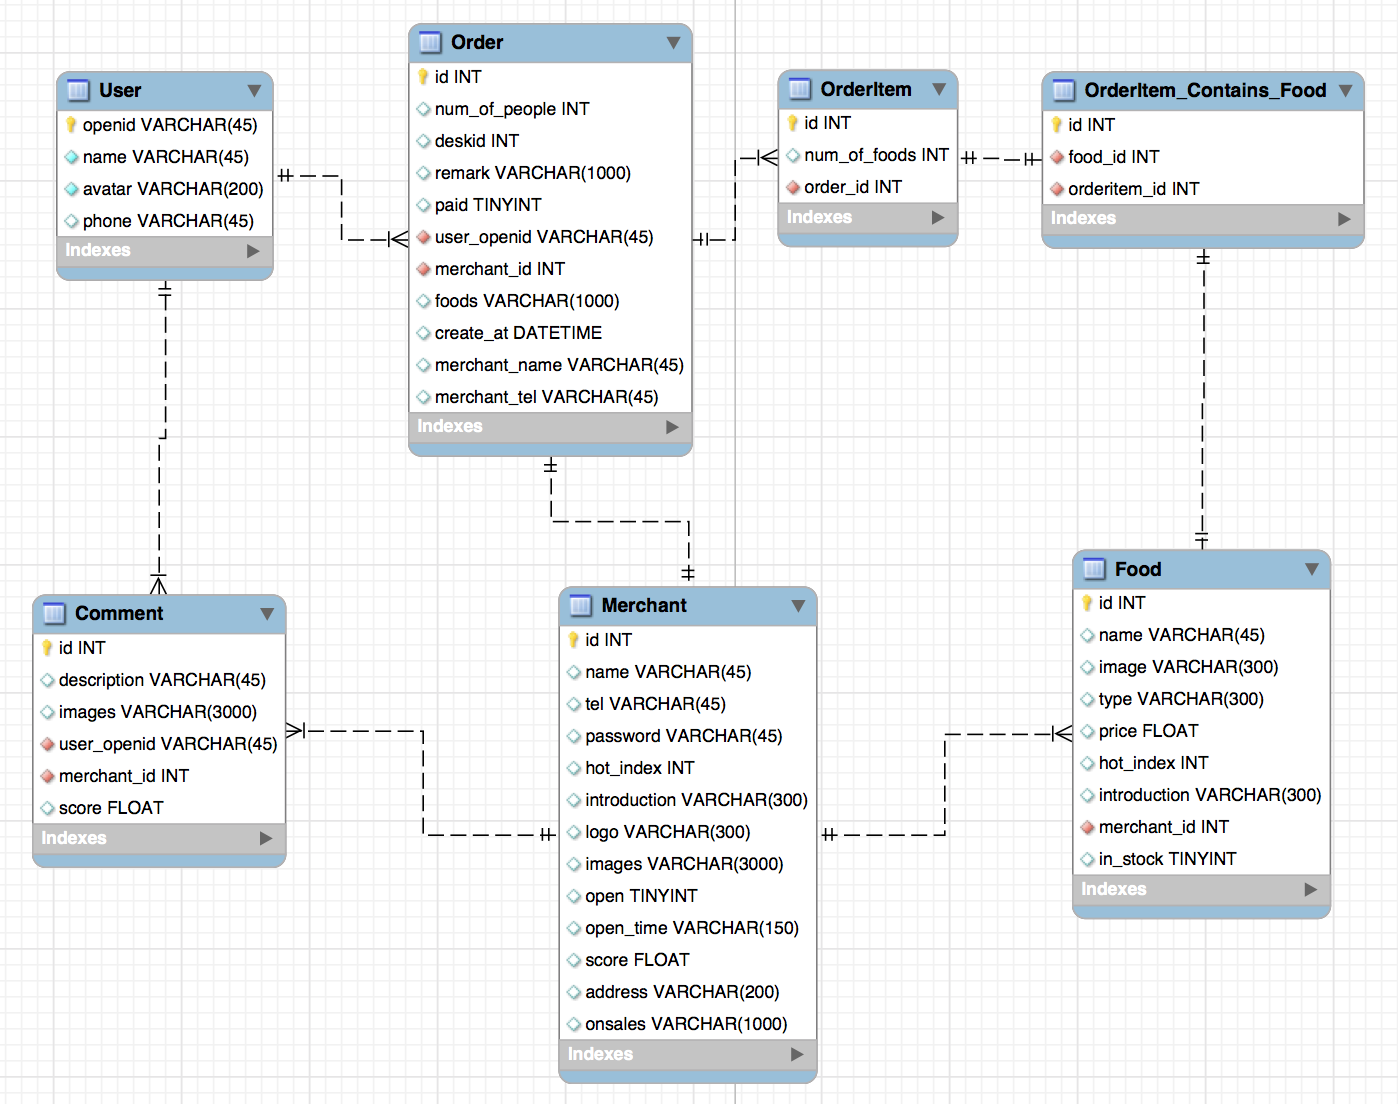 User
openid VARCHAR(45)
name VARCHAR(45)
avatar VARCHAR(200)
phone VARCHAR(45)
Indexes
Order
id INT
num_of_people INT
deskid INT
remark VARCHAR(1000)
paid TINYINT
user_openid VARCHAR(45)
merchant_id INT
foods VARCHAR(1000)
create_at DATETIME
merchant_name VARCHAR(45)
merchant_tel VARCHAR(45)
Indexes
OrderItem
id INT
num_of_foods INT
order_id INT
Indexes
OrderItem_Contains_Food
id INT
food_id INT
orderitem_id INT
Indexes
Comment
id INT
description VARCHAR(45)
images VARCHAR(3000)
user_openid VARCHAR(45)
merchant_id INT
score FLOAT
Indexes
Merchant
id INT
name VARCHAR(45)
tel VARCHAR(45)
password VARCHAR(45)
hot_index INT
introduction VARCHAR(300)
logo VARCHAR(300)
images VARCHAR(3000)
open TINYINT
open_time VARCHAR(150)
score FLOAT
address VARCHAR(200)
onsales VARCHAR(1000)
Indexes
Food
id INT
name VARCHAR(45)
image VARCHAR(300)
type VARCHAR(300)
price FLOAT
hot_index INT
introduction VARCHAR(300)
merchant_id INT
in_stock TINYINT
Indexes